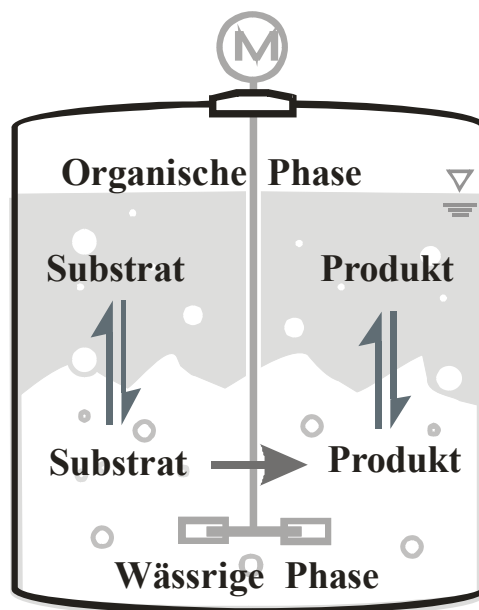 M
Organische Phase
Substrat Produkt
Substrat Produkt
Wässrige Phase